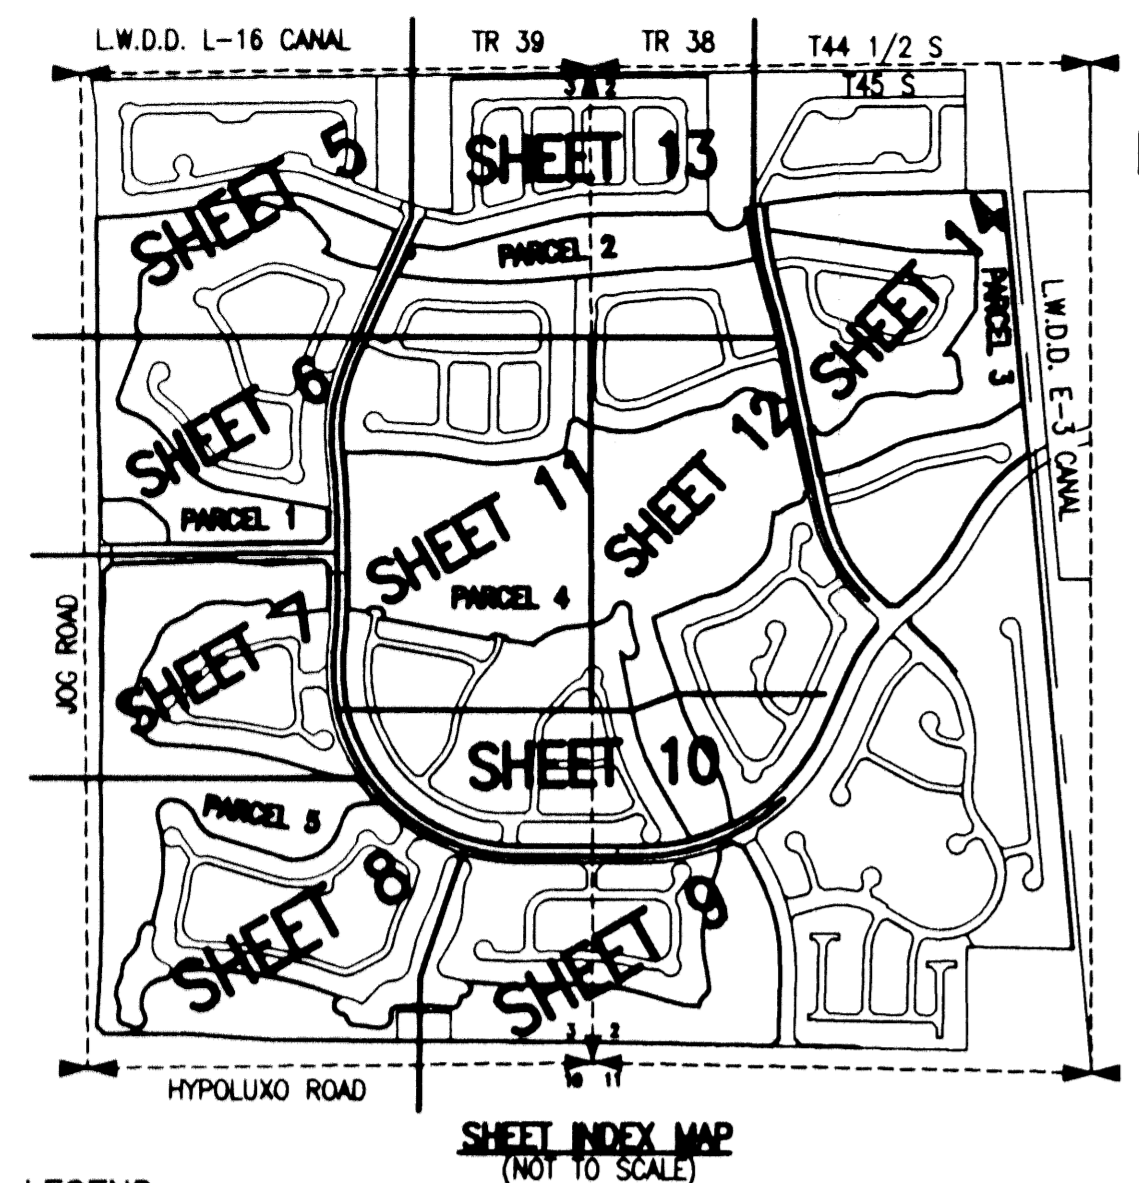 L.W.D.D. L-16 CANAL
TR 39
TR 38
T44 1/2 S
T45 S
3 2
SHEET 5
SHEET 13
SHEET 14
PARCEL 2
PARCEL 3
L.W.D.D. E-3 CANAL
SHEET 6
SHEET 11
SHEET 12
PARCEL 1
PARCEL 4
JOG ROAD
SHEET 7
SHEET 10
PARCEL 5
SHEET 8
SHEET 9
3 2
10 11
HYPOLUXO ROAD
SHEET INDEX MAP
(NOT TO SCALE)
LEGEND